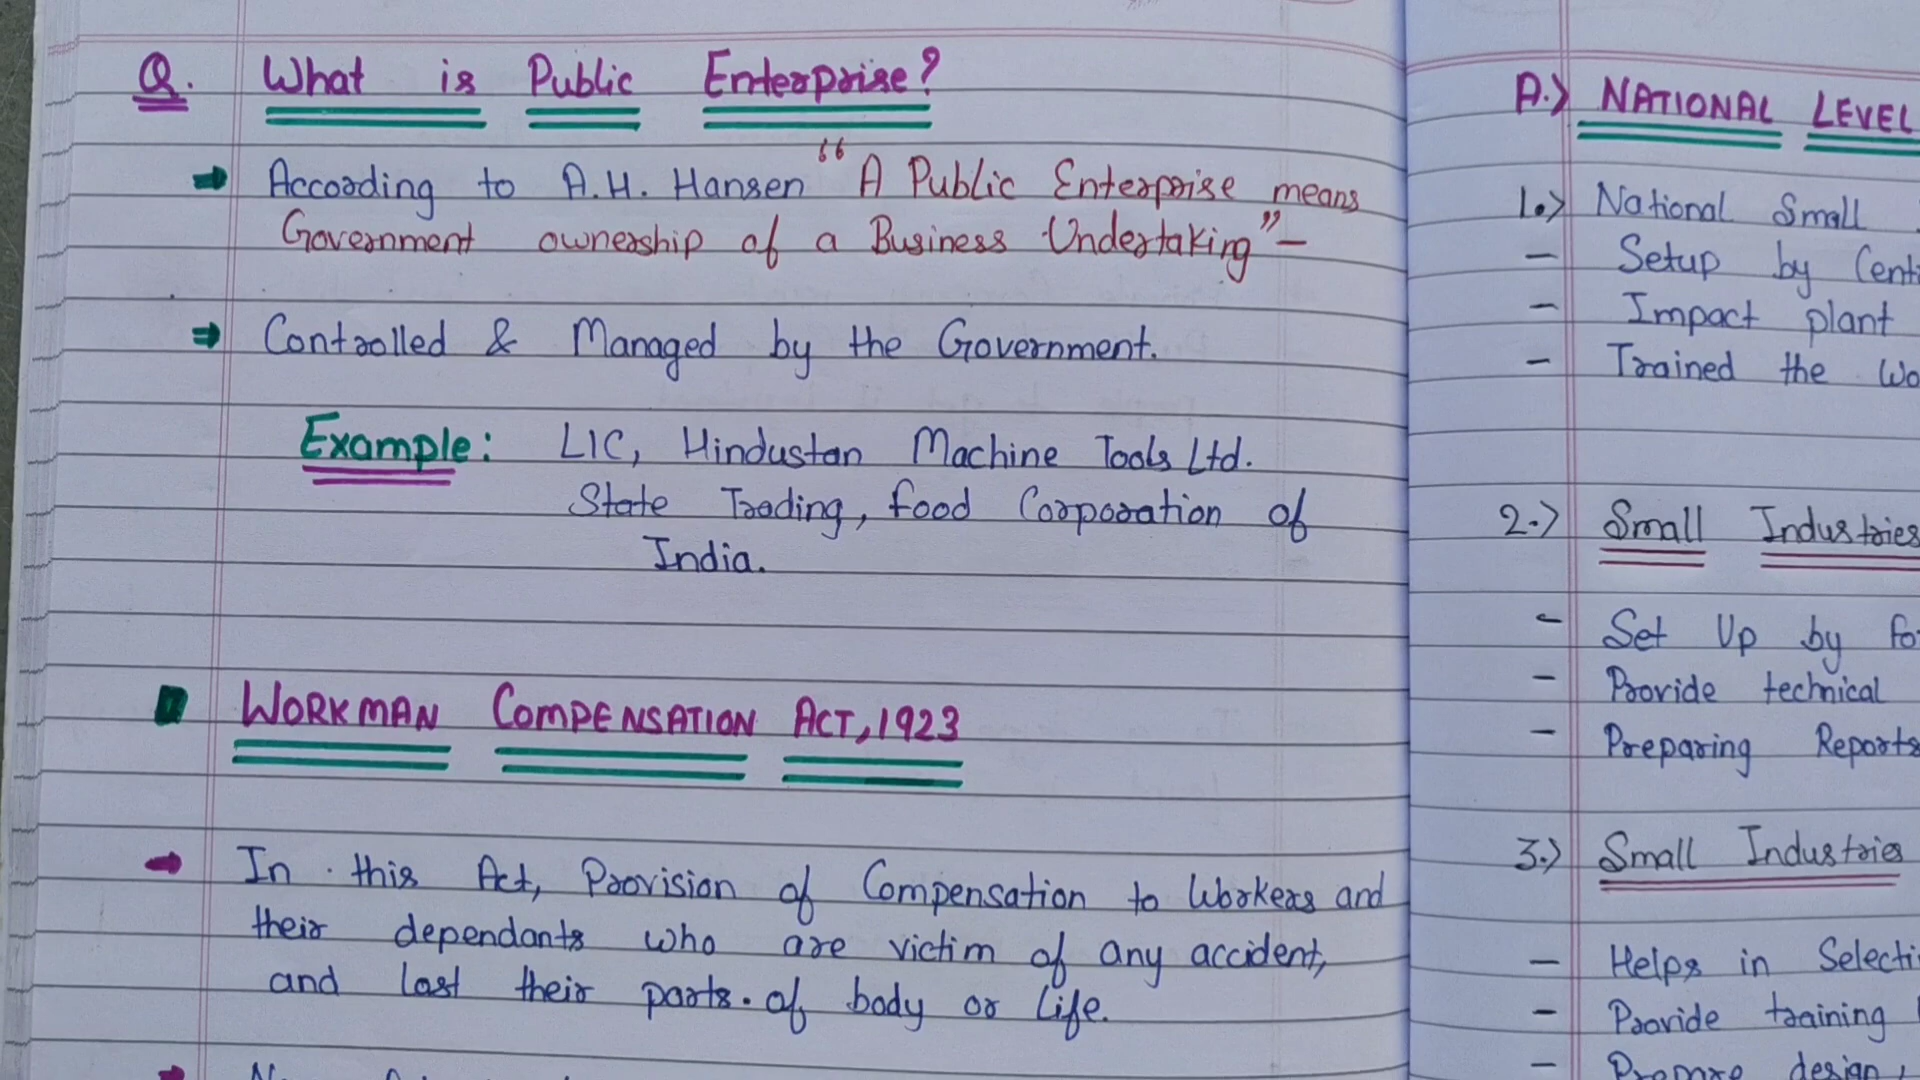 Q. What is Public Enterprise?
➡ According to A.H. Hansen "A Public Enterprise means
Government ownership of a Business Undertaking"-
⇒ Controlled & Managed by the Government.
Example: LIC, Hindustan Machine Tools Ltd.
State Trading, food Corporation of
India.
WORKMAN COMPENSATION ACT, 1923
➡ In this Act, Provision of Compensation to Workers and
their dependants who are victim of any accident,
and last their parts. of body or life.
A.) NATIONAL LEVEL
1.) National Small
- Setup by
- Impact plant
- Trained the
2.) Small Industries
- Set Up by
- Provide technical
- Preparing Reports
3.) Small Industries
- Helps in
- Provide training
- Prepare design,